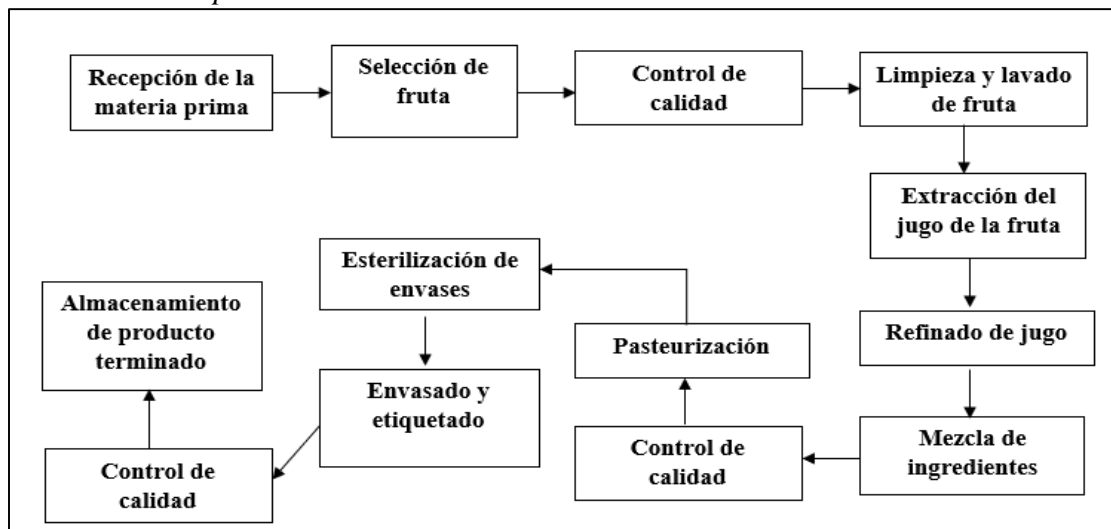 Recepción de la
materia prima
Selección de
fruta
Control de
calidad
Limpieza y lavado
de fruta
Extracción del
jugo de la fruta
Refinado de jugo
Mezcla de
ingredientes
Control de
calidad
Pasteurización
Esterilización de
envases
Envasado y
etiquetado
Control de
calidad
Almacenamiento
de producto
terminado